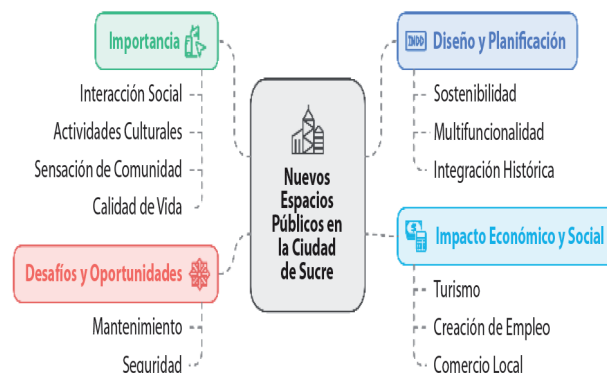 Importancia
Interacción Social
Actividades Culturales
Sensación de Comunidad
Calidad de Vida
Desafíos y Oportunidades
Mantenimiento
Seguridad
Nuevos
Espacios
Públicos en
la Ciudad
de Sucre
INDD
Diseño y Planificación
Sostenibilidad
Multifuncionalidad
Integración Histórica
Impacto Económico y Social
Turismo
Creación de Empleo
Comercio Local